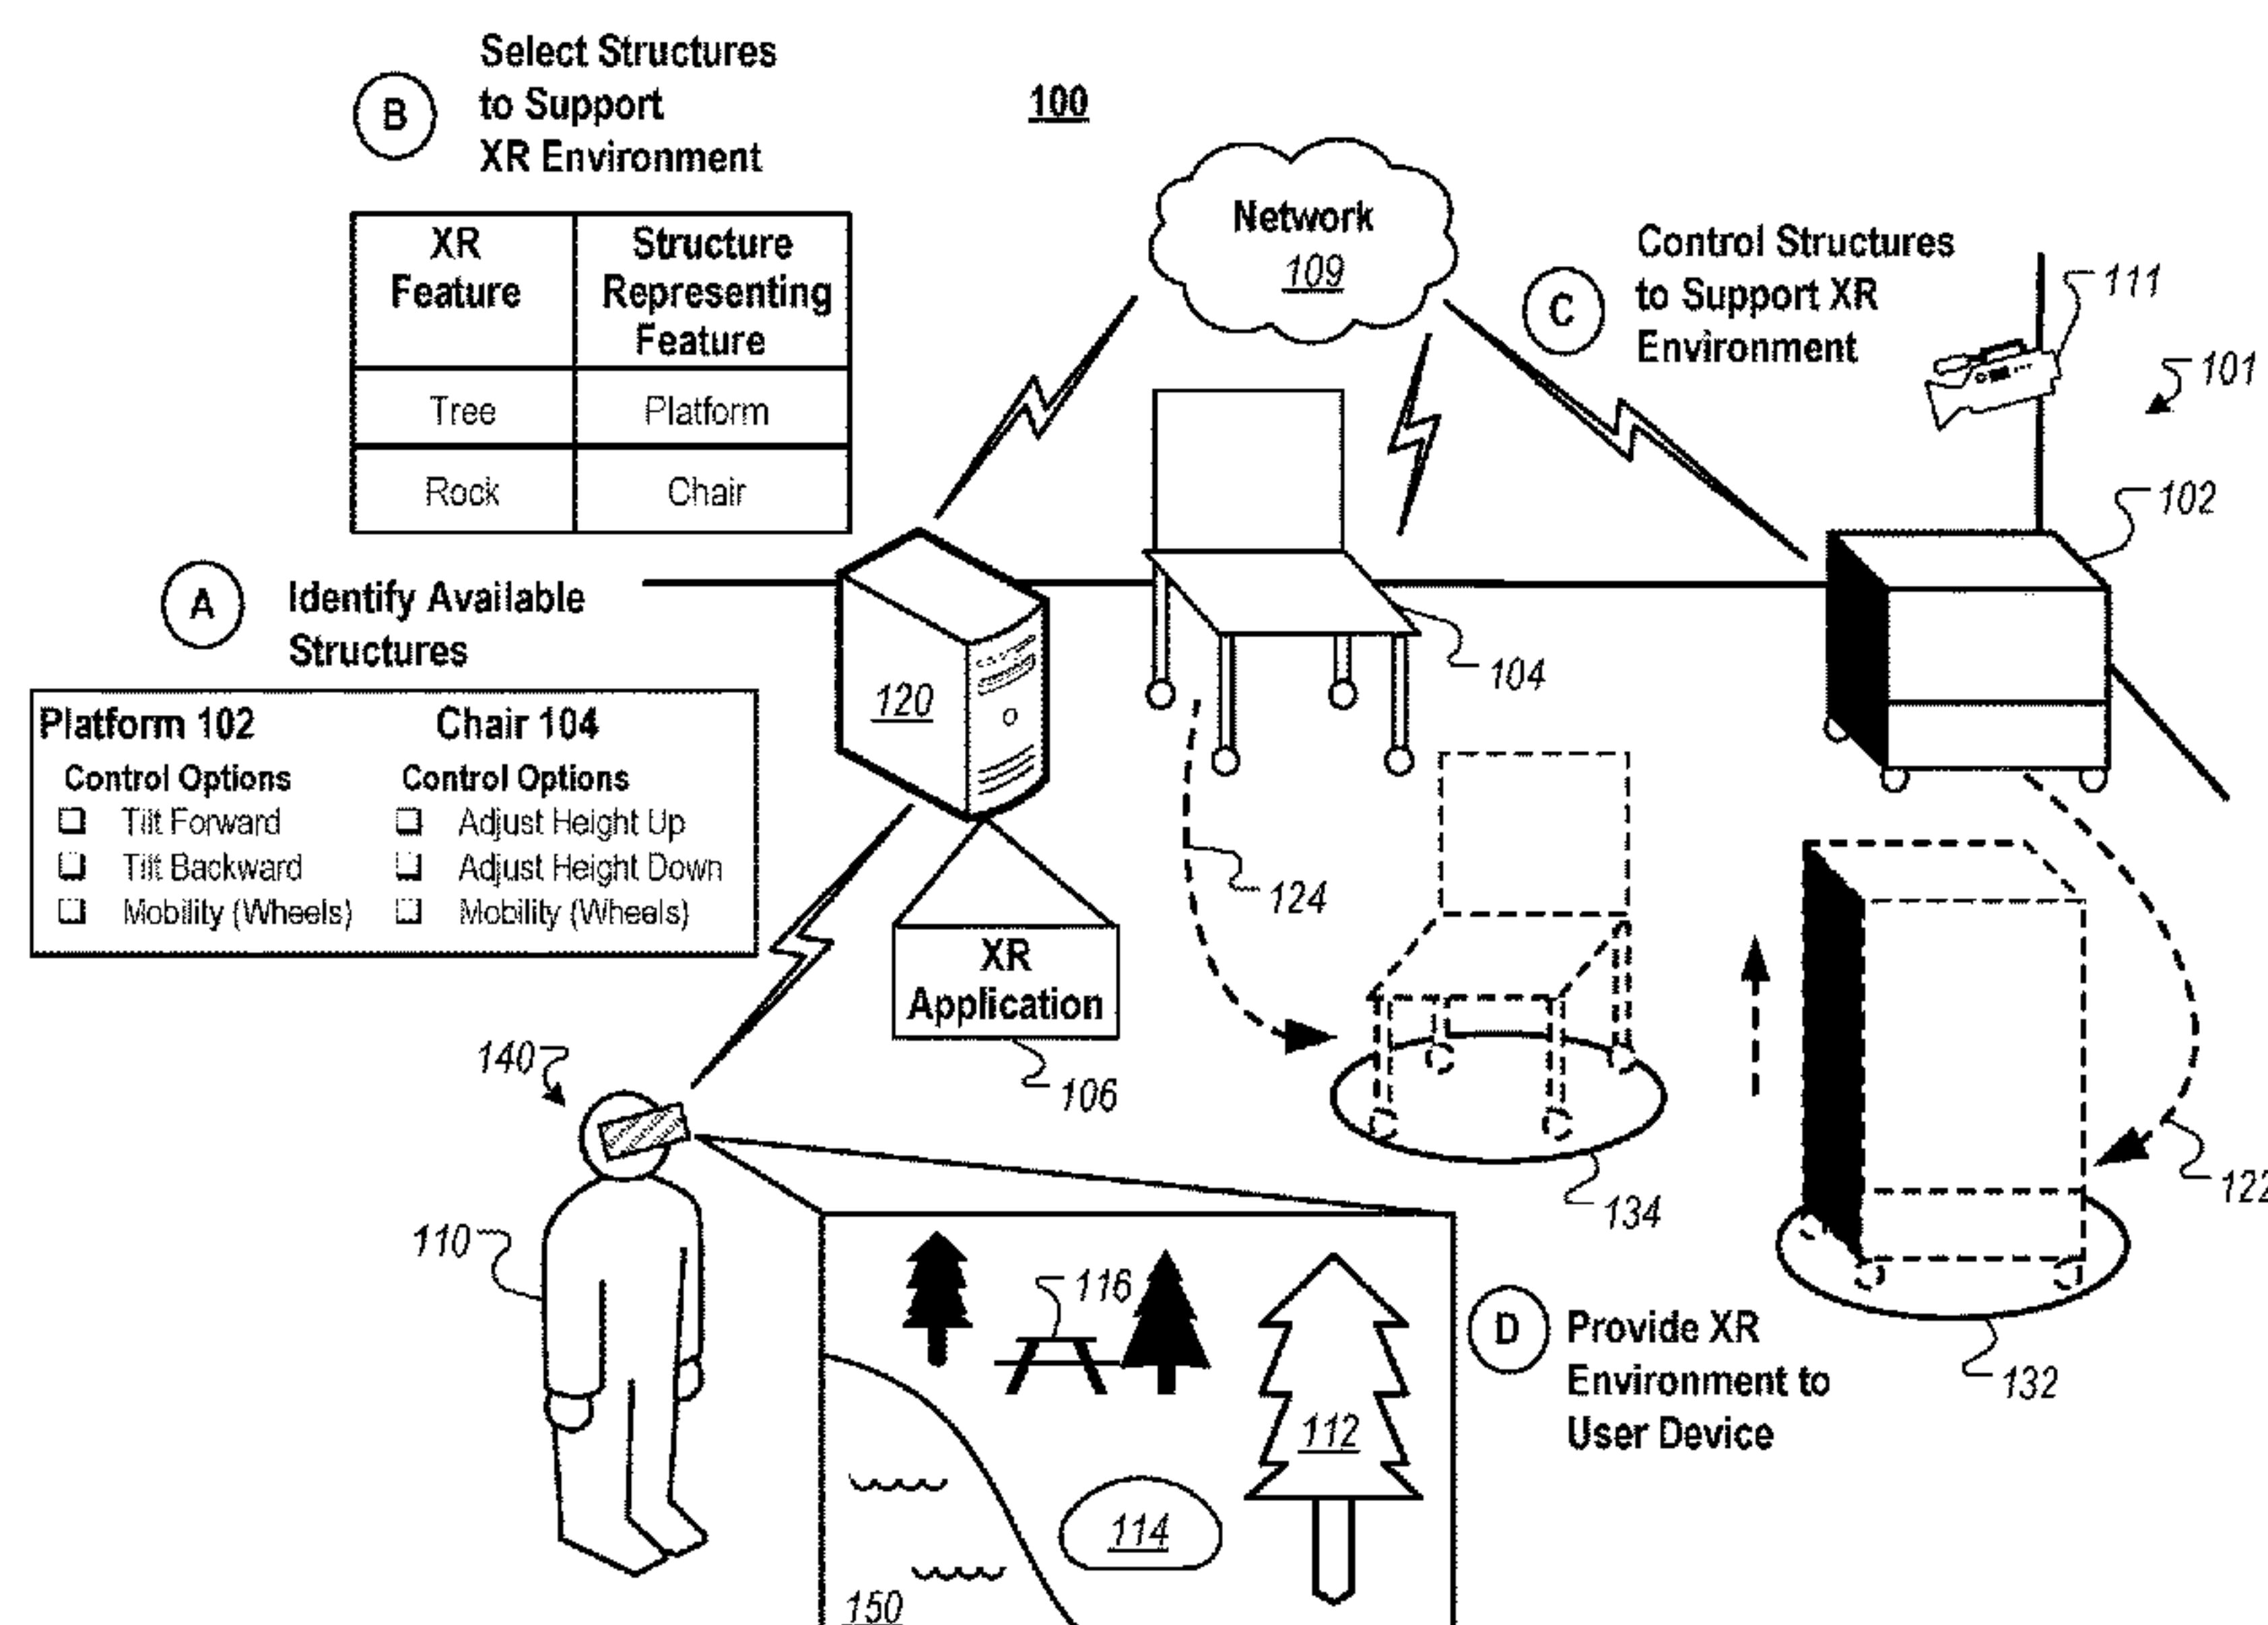 Select Structures
to Support
XR Environment
B
100
XR
Feature
Structure
Representing
Feature
Tree
Platform
Rock
Chair
Network
109
C
Control Structures
to Support XR
Environment
111
101
102
A
Identify Available
Structures
Platform 102
Control Options
Tilt Forward
Tilt Backward
Mobility (Wheels)
Chair 104
Control Options
Adjust Height Up
Adjust Height Down
Mobility (Wheels)
120
104
124
XR
Application
106
140
110
134
122
132
116
112
114
150
D
Provide XR
Environment to
User Device